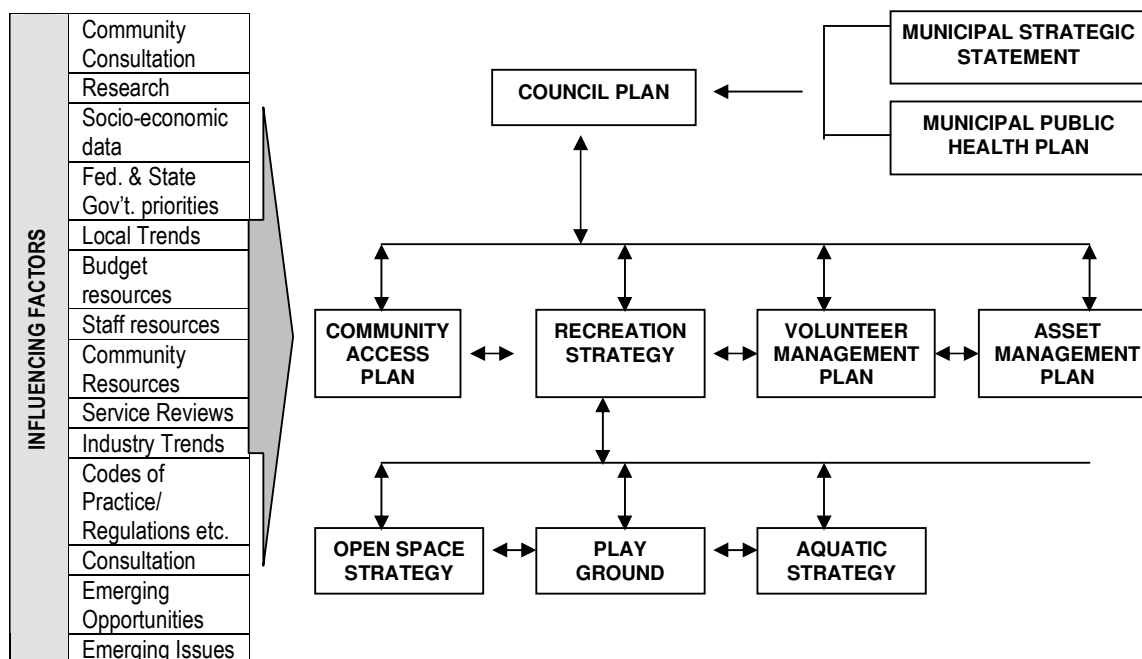 INFLUENCING FACTORS
Community
Consultation
Research
Socio-economic
data
Fed. & State
Gov't. priorities
Local Trends
Budget
resources
Staff resources
Community
Resources
Service Reviews
Industry Trends
Codes of
Practice/
Regulations etc.
Consultation
Emerging
Opportunities
Emerging Issues
MUNICIPAL STRATEGIC
STATEMENT
COUNCIL PLAN
MUNICIPAL PUBLIC
HEALTH PLAN
COMMUNITY
ACCESS
PLAN
RECREATION
STRATEGY
VOLUNTEER
MANAGEMENT
PLAN
ASSET
MANAGEMENT
PLAN
OPEN SPACE
STRATEGY
PLAY
GROUND
AQUATIC
STRATEGY